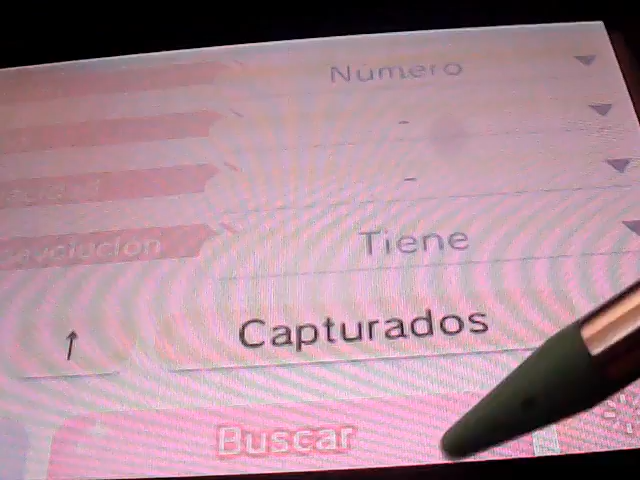 Número
-
-
Tiene
Capturados
↑
Buscar